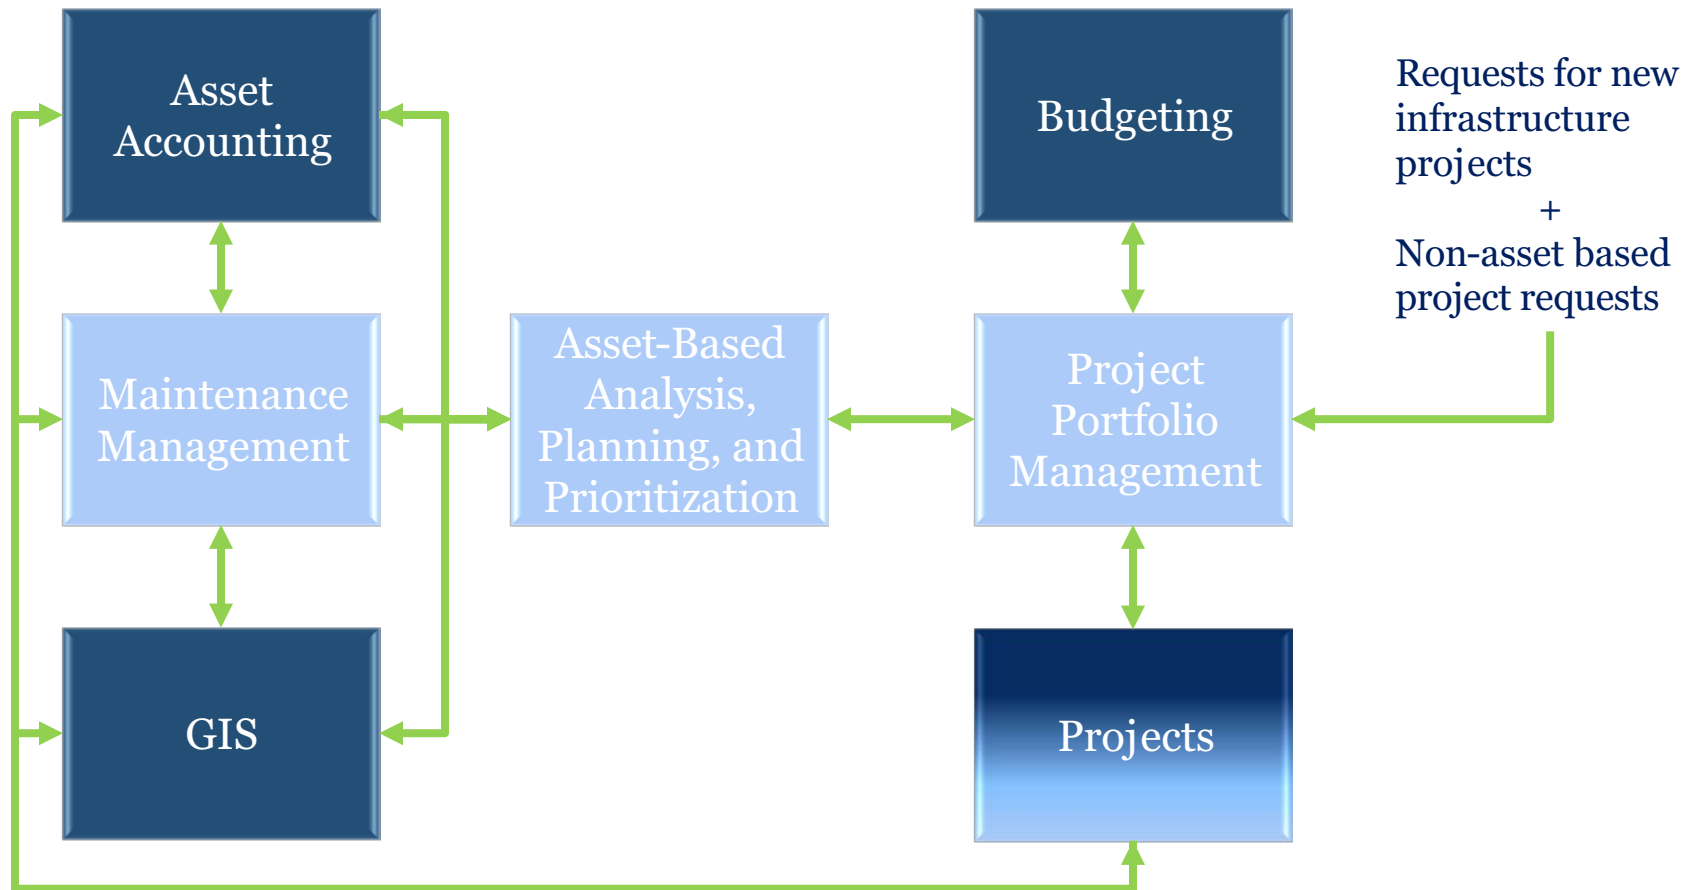 Asset
Accounting
Budgeting
Requests for new
infrastructure
projects
+
Non-asset based
project requests
Maintenance
Management
Asset-Based
Analysis,
Planning, and
Prioritization
Project
Portfolio
Management
GIS
Projects